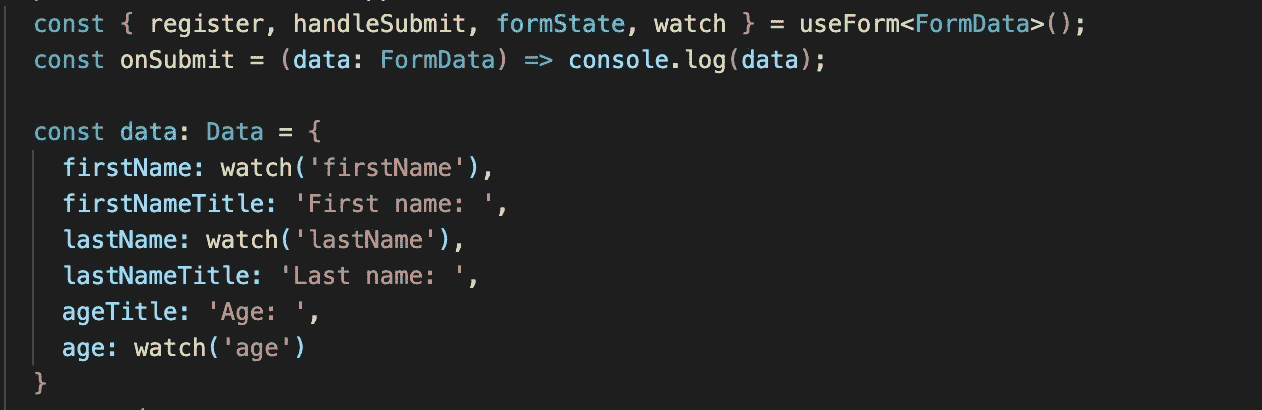 const { register, handleSubmit, formState, watch } = useForm<FormData>();
const onSubmit = (data: FormData) => console.log(data);
const data: Data = {
firstName: watch('firstName'),
firstNameTitle: 'First name: ',
lastName: watch('lastName'),
lastNameTitle: 'Last name: ',
ageTitle: 'Age: ',
age: watch('age')
}